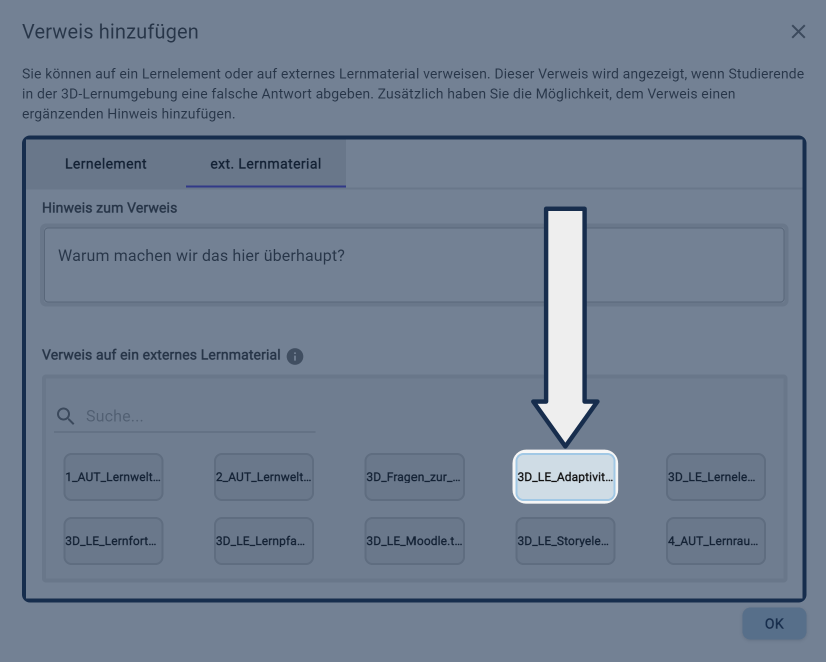 Verweis hinzufügen
Sie können auf ein Lernelement oder auf externes Lernmaterial verweisen. Dieser Verweis wird angezeigt, wenn Studierende
in der 3D-Lernumgebung eine falsche Antwort abgeben. Zusätzlich haben Sie die Möglichkeit, dem Verweis einen
ergänzenden Hinweis hinzufügen.
Lernelement ext. Lernmaterial
Hinweis zum Verweis
Warum machen wir das hier überhaupt?
Verweis auf ein externes Lernmaterial
Suche...
1_AUT_Lernwelt... 2_AUT_Lernwelt... 3D_Fragen_zur_... 3D_LE_Adaptivit... 3D_LE_Lernele...
3D_LE_Lernfort... 3D_LE_Lernpfa... 3D_LE_Moodle.t... 3D_LE_Storyele... 4_AUT_Lernrau...
OK